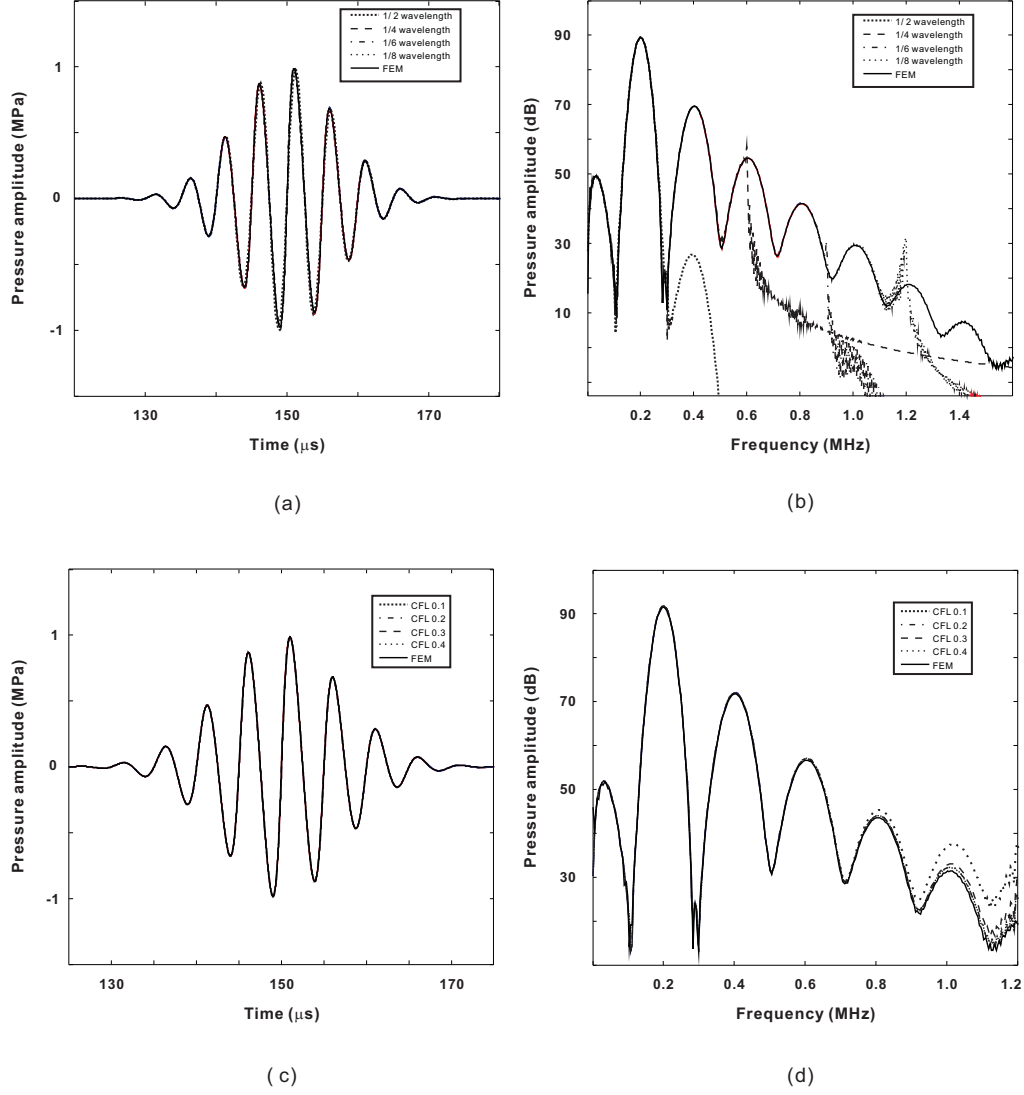 1/ 2 wavelength
1/4 wavelength
1/6 wavelength
1/8 wavelength
FEM
1
0
-1
Pressure amplitude (MPa)
130
150
170
Time (μs)
(a)
1/ 2 wavelength
1/4 wavelength
1/6 wavelength
1/8 wavelength
FEM
90
70
50
30
10
Pressure amplitude (dB)
0.2
0.4
0.6
0.8
1.0
1.2
1.4
Frequency (MHz)
(b)
CFL 0.1
CFL 0.2
CFL 0.3
CFL 0.4
FEM
1
0
-1
Pressure amplitude (MPa)
130
150
170
Time (μs)
( c)
CFL 0.1
CFL 0.2
CFL 0.3
CFL 0.4
FEM
90
70
50
30
Pressure amplitude (dB)
0.2
0.4
0.6
0.8
1.0
1.2
Frequency (MHz)
(d)